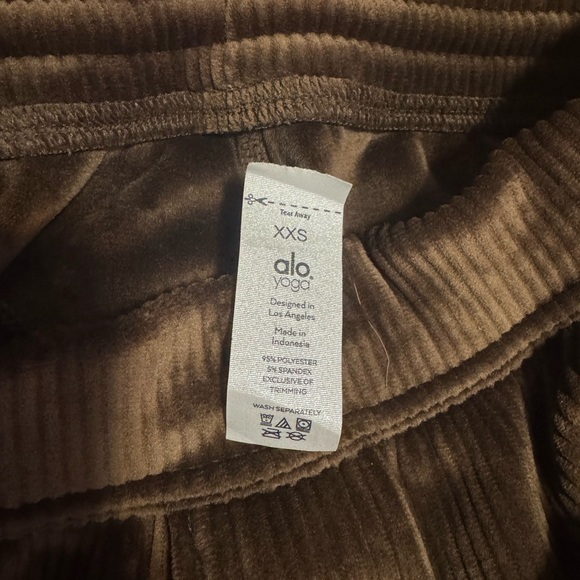 Tear Away
XXS
alo
yoga
Designed in
Los Angeles
Made in
Indonesia
95% POLYESTER
5% SPANDEX
EXCLUSIVE OF
TRIMMING
WASH SEPARATELY